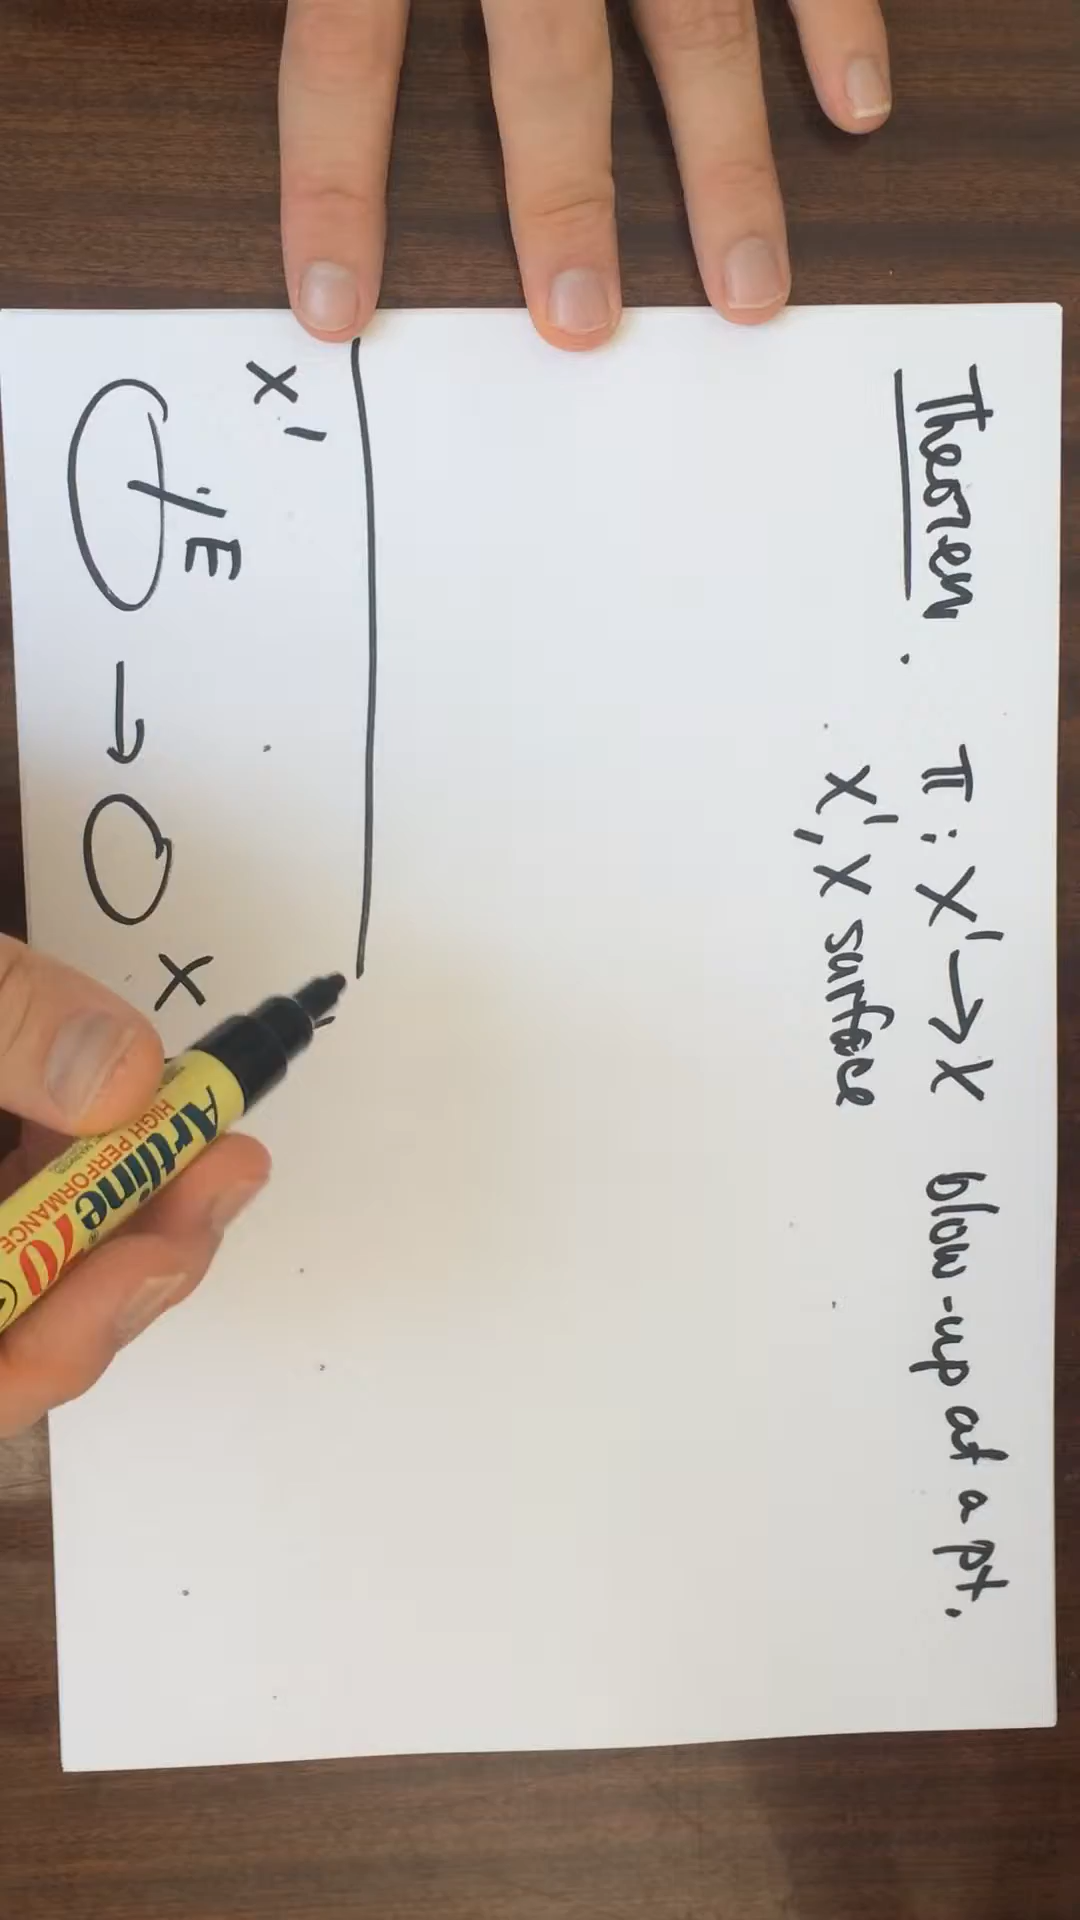 Theorem. π: X' → X blow-up at a pt.
X', X surface
X'
E
→
X
Artline 70
HIGH PERFORMANCE